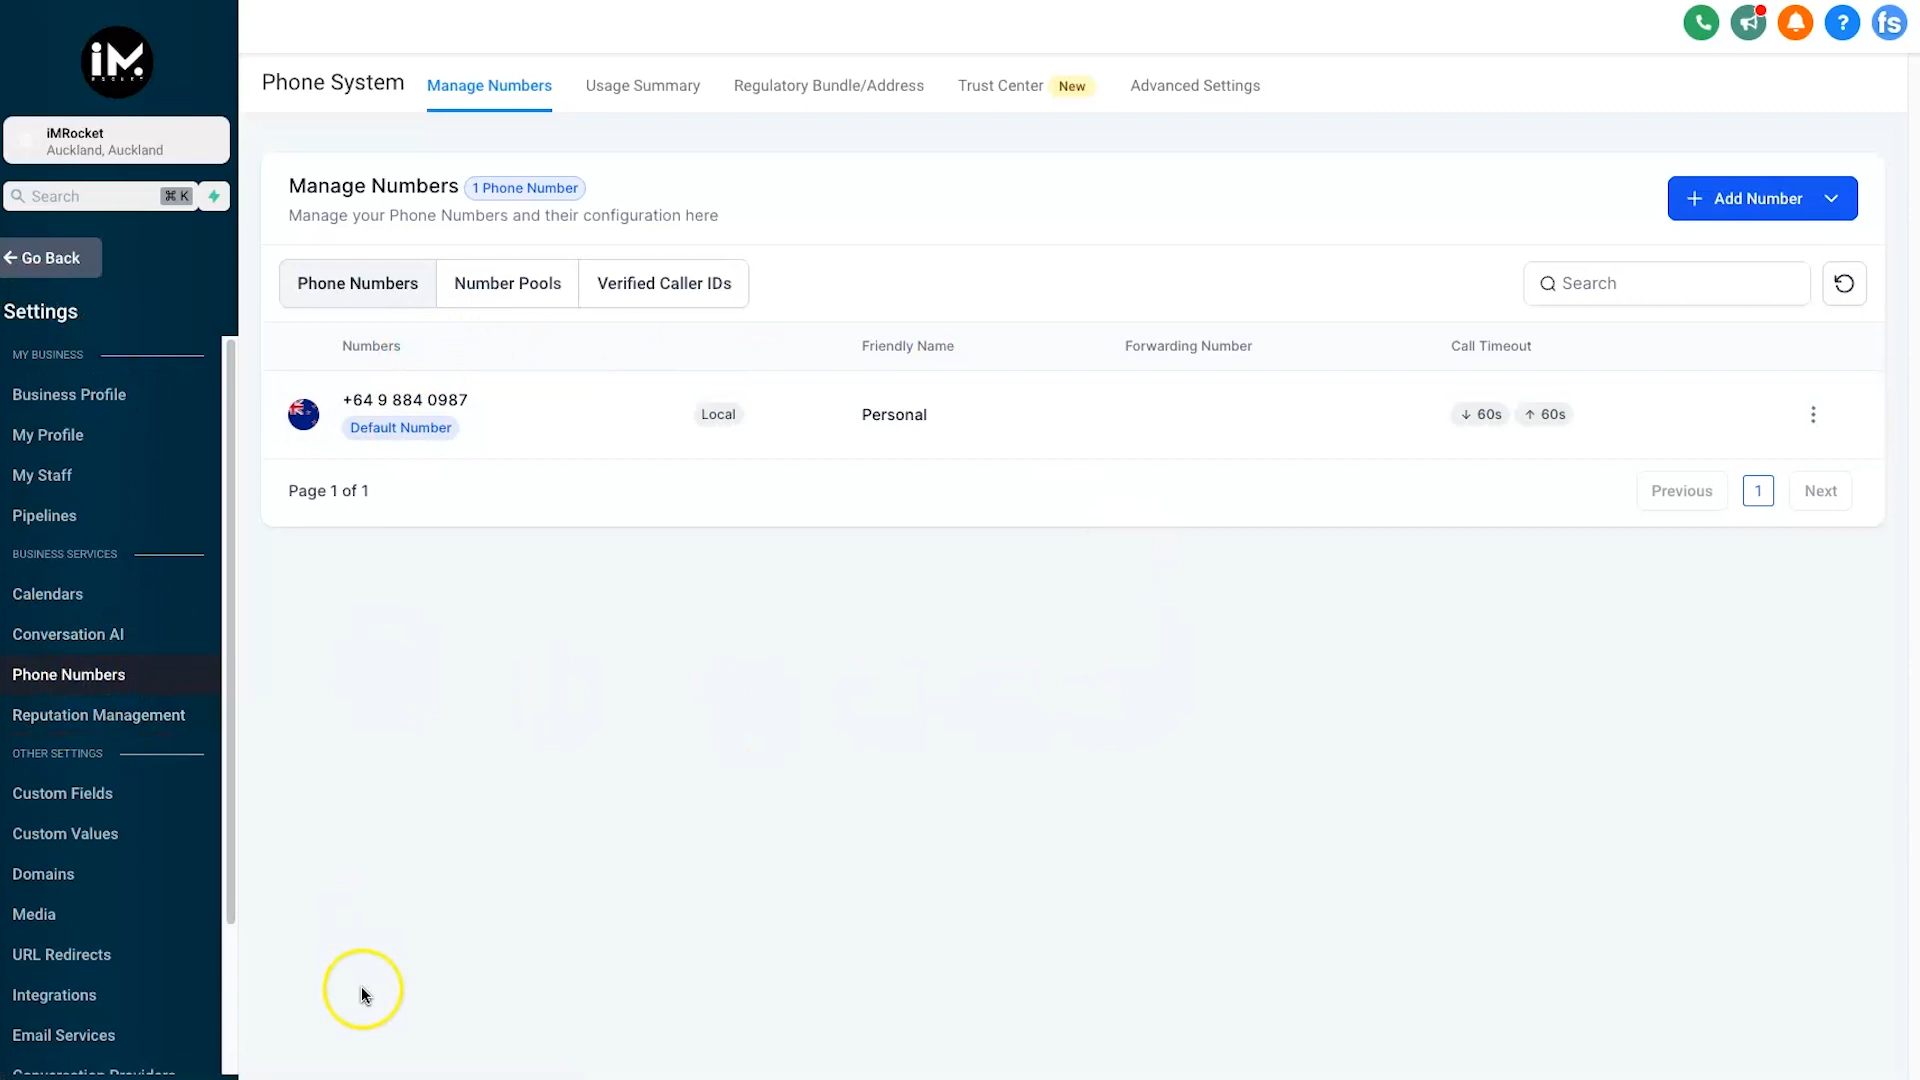 iM.
ROCKET
iMRocket
Auckland, Auckland
Search
⌘ K
Go Back
Settings
MY BUSINESS
Business Profile
My Profile
My Staff
Pipelines
BUSINESS SERVICES
Calendars
Conversation AI
Phone Numbers
Reputation Management
OTHER SETTINGS
Custom Fields
Custom Values
Domains
Media
URL Redirects
Integrations
Email Services
Conversation Providers
?
fs
Phone System
Manage Numbers
Usage Summary
Regulatory Bundle/Address
Trust Center New
Advanced Settings
Manage Numbers 1 Phone Number
Manage your Phone Numbers and their configuration here
+ Add Number
Phone Numbers
Number Pools
Verified Caller IDs
Search
Numbers
Friendly Name
Forwarding Number
Call Timeout
+64 9 884 0987
Default Number
Local
Personal
↓ 60s
↑ 60s
Page 1 of 1
Previous
1
Next